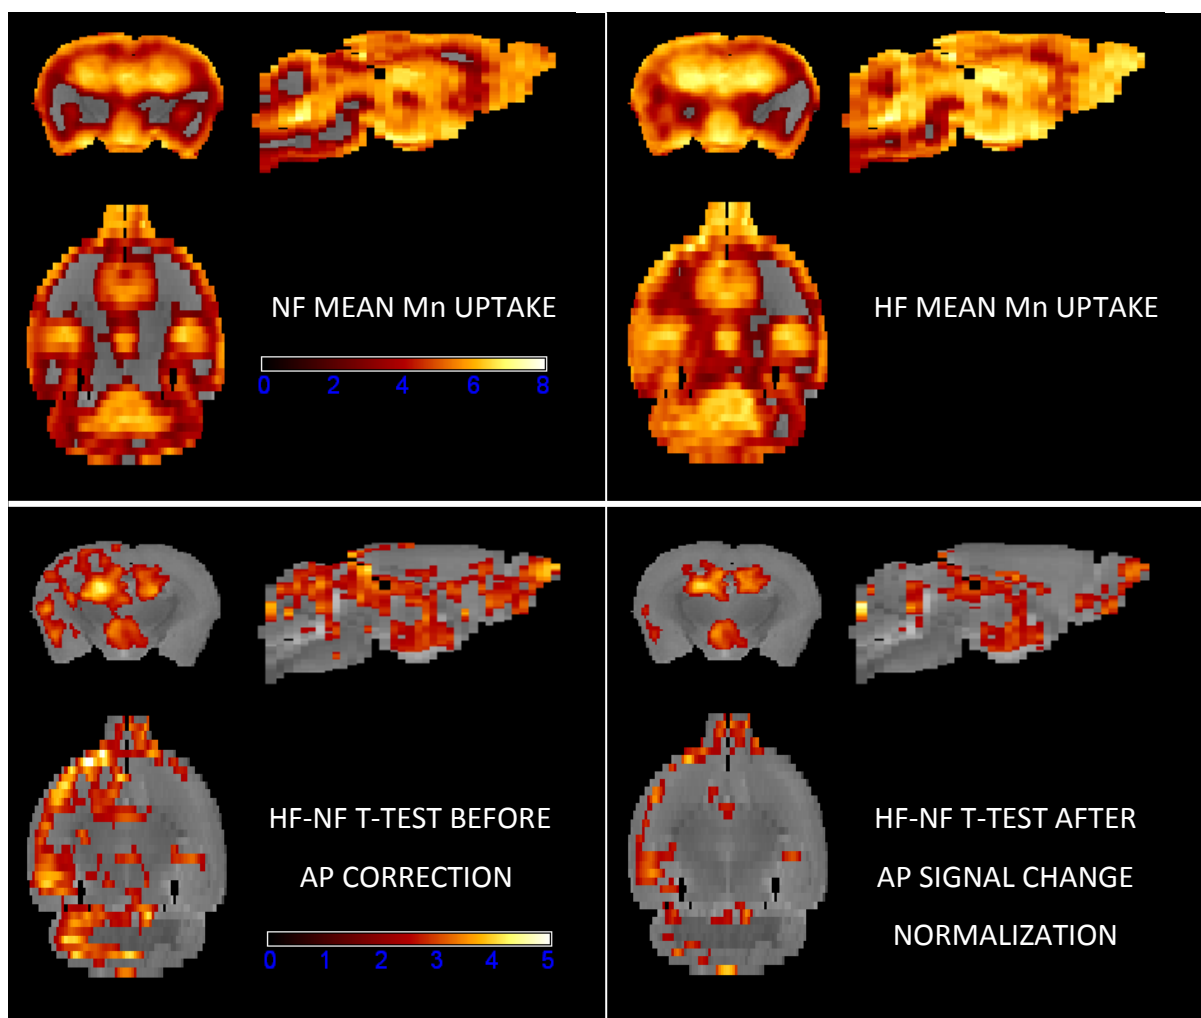 NF MEAN Mn UPTAKE
0 2 4 6 8
HF MEAN Mn UPTAKE
HF-NF T-TEST BEFORE
AP CORRECTION
0 1 2 3 4 5
HF-NF T-TEST AFTER
AP SIGNAL CHANGE
NORMALIZATION